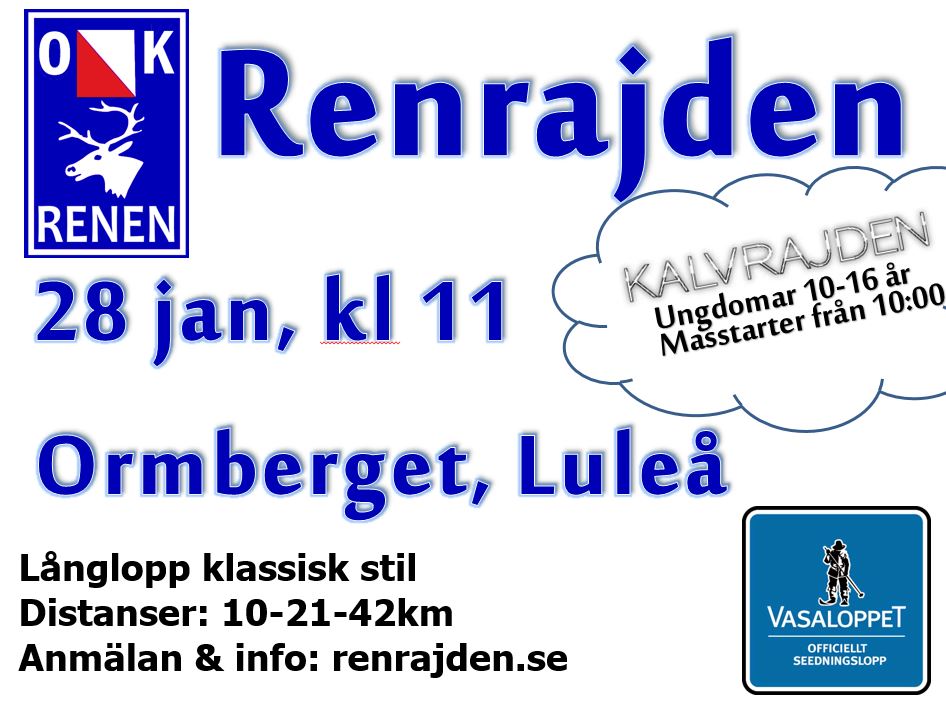 O K
RENEN
Renrajden
KALVRAJDEN
Ungdomar 10-16 år
Masstarter från 10:00
28 jan, kl 11
Ormberget, Luleå
Långlopp klassisk stil
Distanser: 10-21-42km
Anmälan & info: renrajden.se
VASALOPPET
OFFICIELLT
SEEDNINGSLOPP